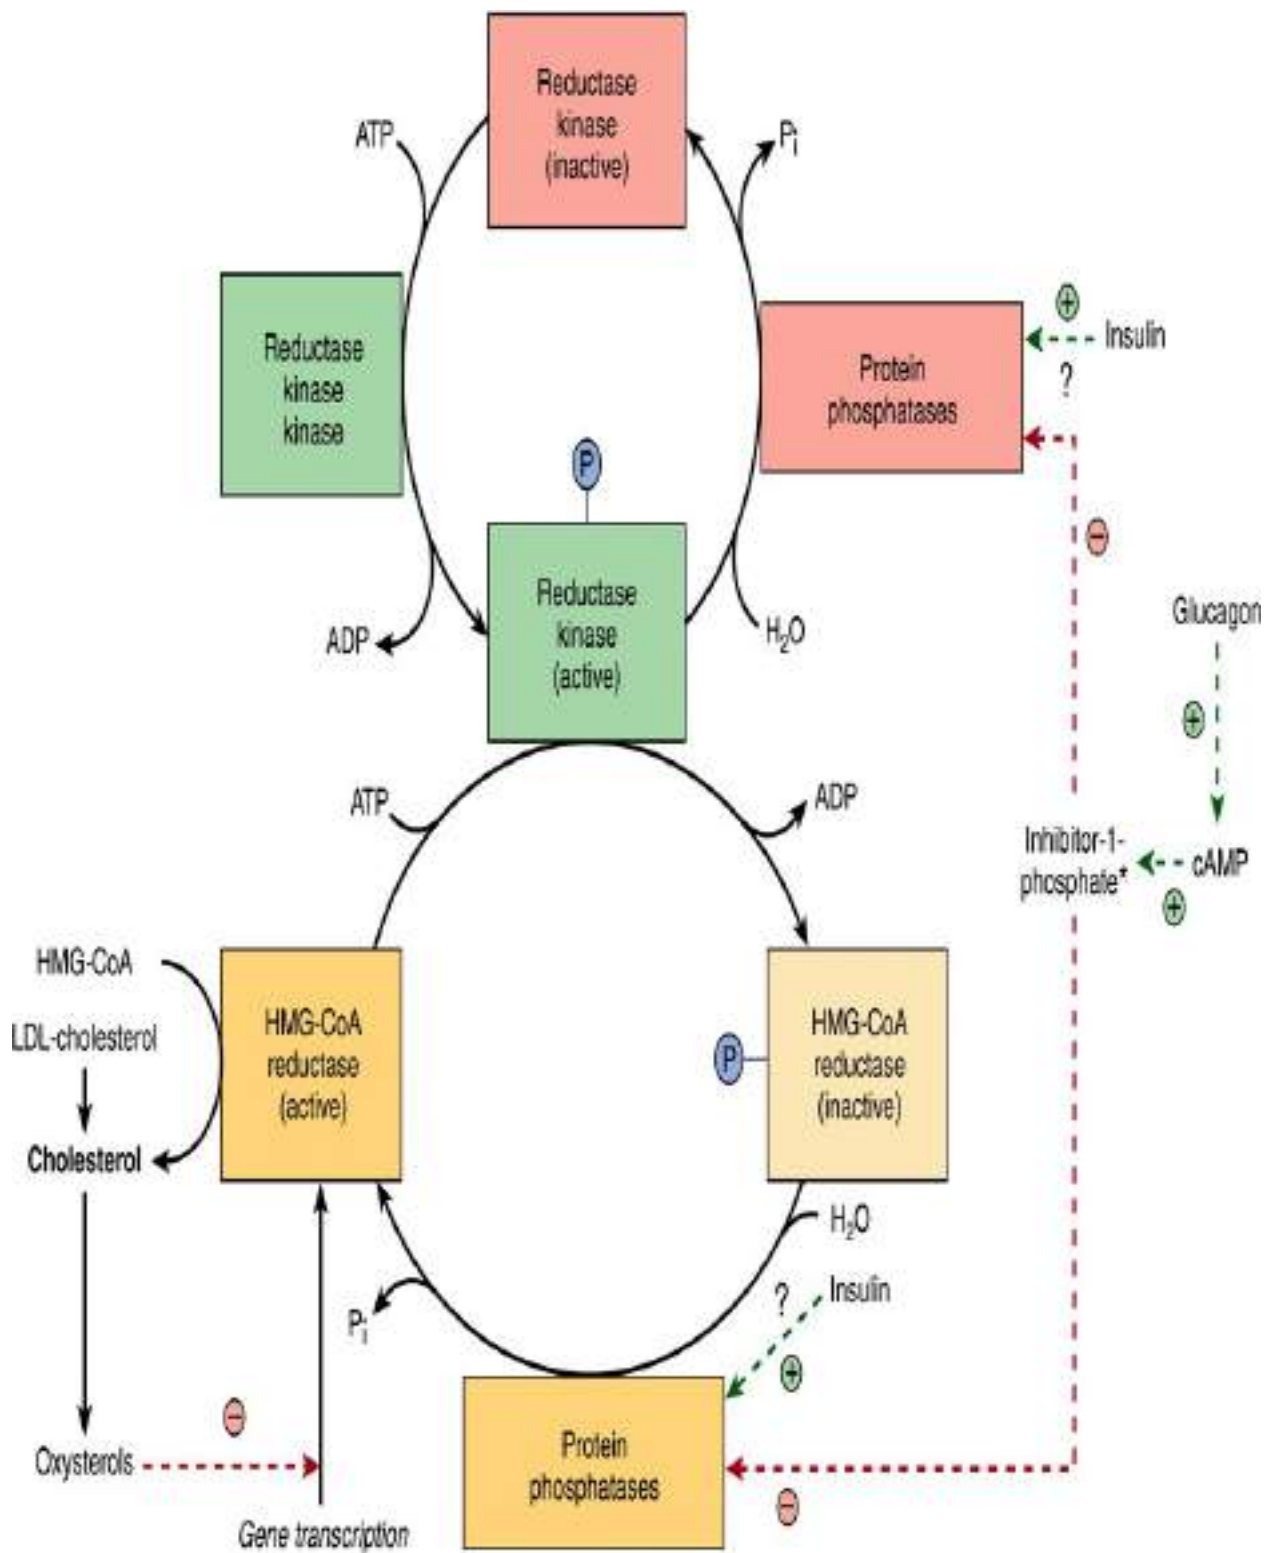 Reductase
kinase
(inactive)
ATP
Pi
Reductase
kinase
kinase
Protein
phosphatases
+
Insulin
?
P
−
Reductase
kinase
(active)
ADP
H2O
Glucagon
+
ATP
ADP
Inhibitor-1-
phosphate*
cAMP
+
HMG-CoA
LDL-cholesterol
Cholesterol
HMG-CoA
reductase
(active)
P
HMG-CoA
reductase
(inactive)
H2O
Pi
?
Insulin
+
−
Oxysterols
Gene transcription
Protein
phosphatases
−